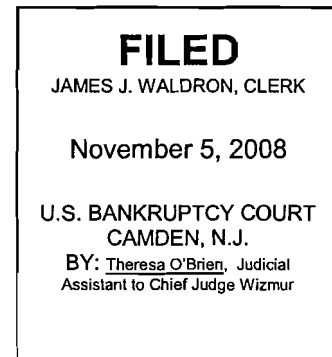 FILED
JAMES J. WALDRON, CLERK
November 5, 2008
U.S. BANKRUPTCY COURT
CAMDEN, N.J.
BY: Theresa O'Brien, Judicial
Assistant to Chief Judge Wizmur